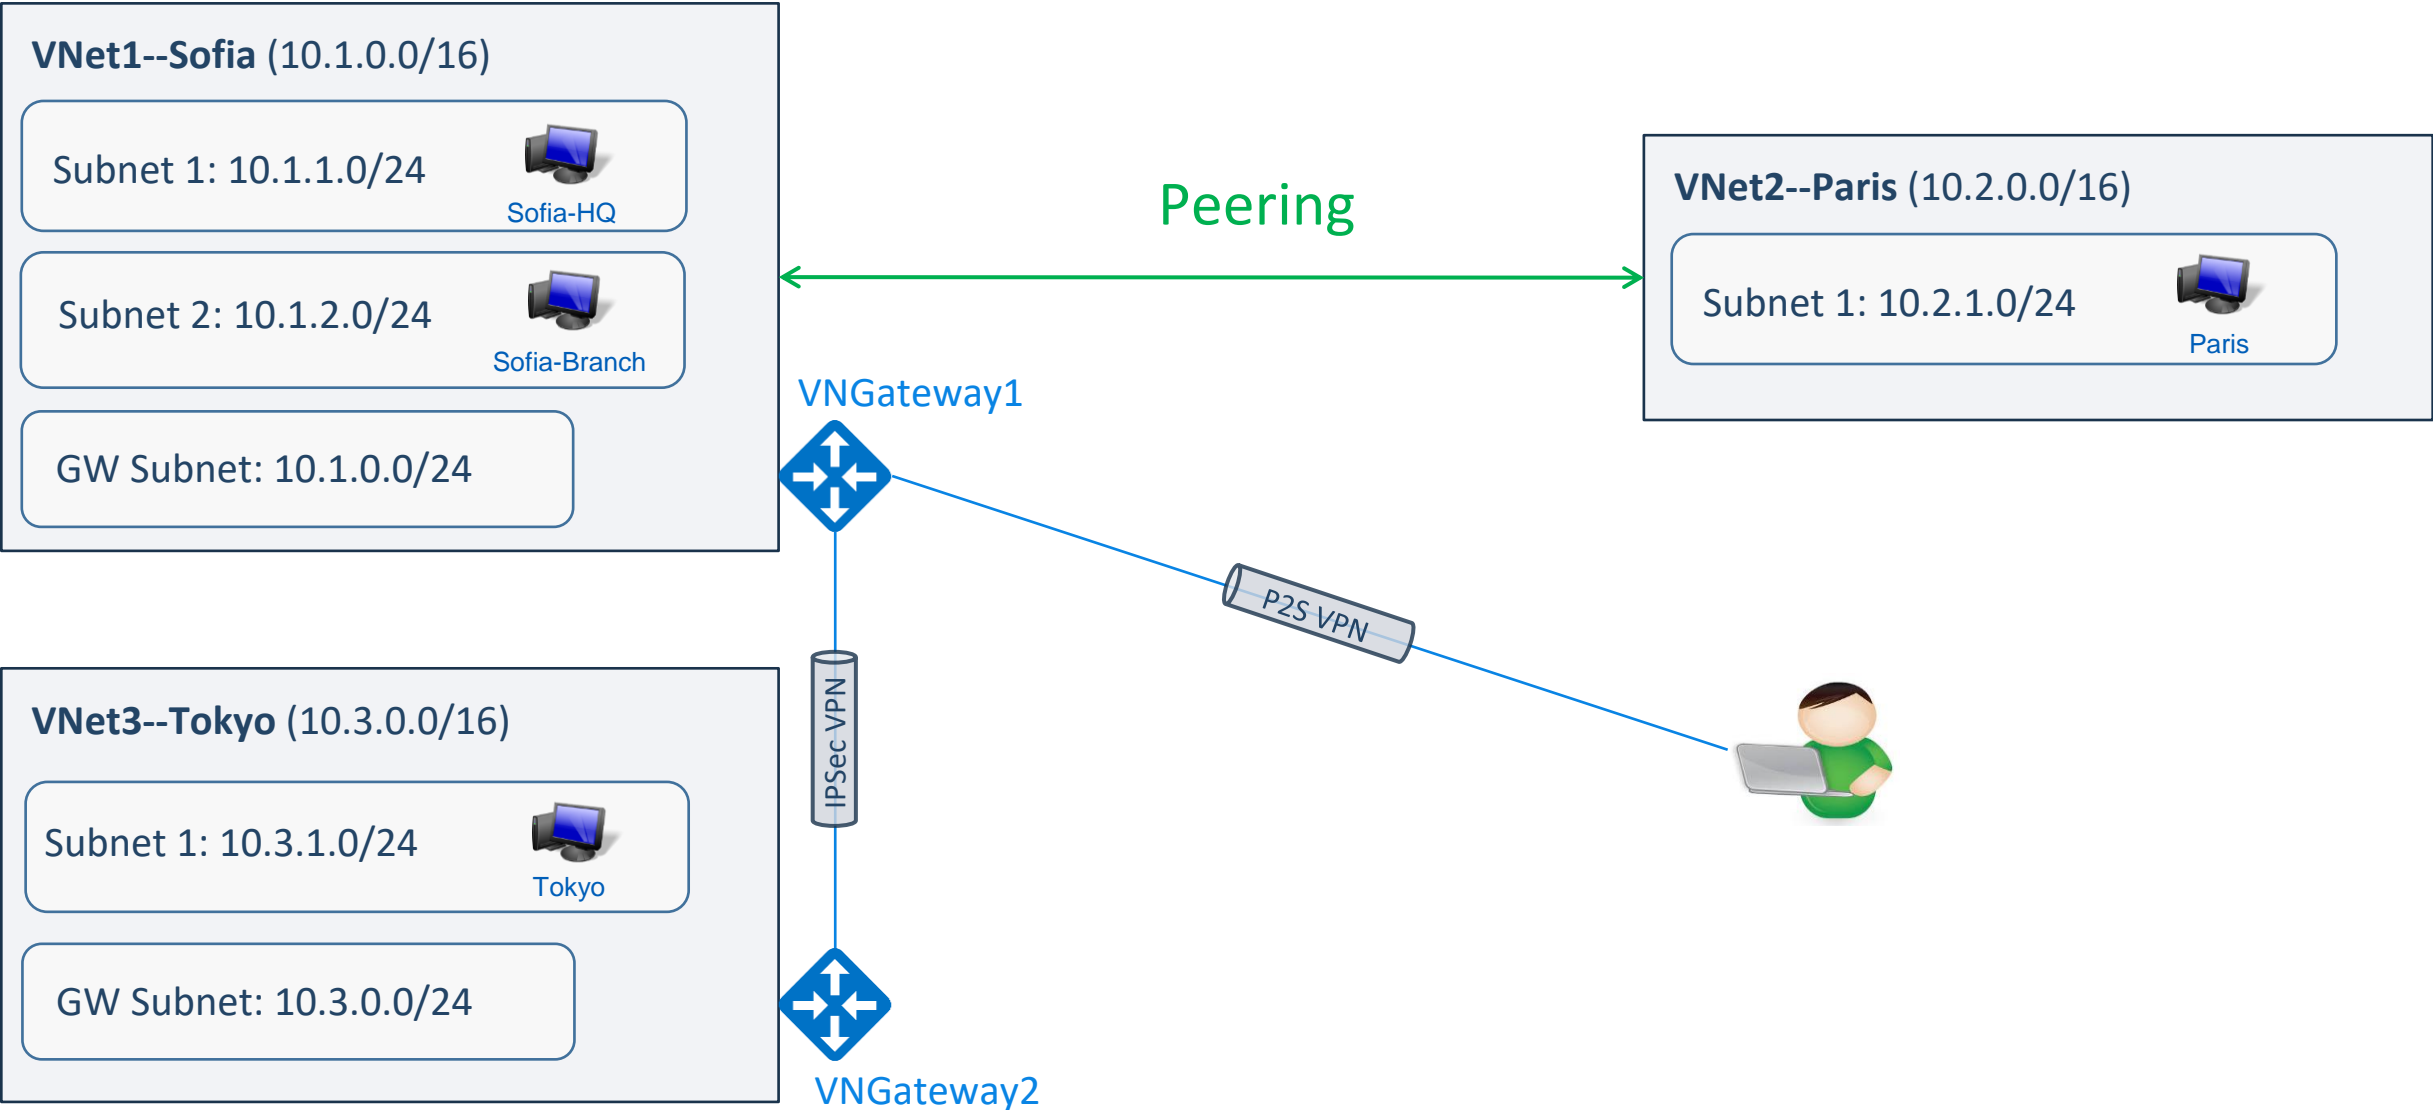 VNet1--Sofia (10.1.0.0/16)
Subnet 1: 10.1.1.0/24
Sofia-HQ
Subnet 2: 10.1.2.0/24
Sofia-Branch
GW Subnet: 10.1.0.0/24
Peering
VNet2--Paris (10.2.0.0/16)
Subnet 1: 10.2.1.0/24
Paris
VNGateway1
P2S VPN
IPSec VPN
VNet3--Tokyo (10.3.0.0/16)
Subnet 1: 10.3.1.0/24
Tokyo
GW Subnet: 10.3.0.0/24
VNGateway2